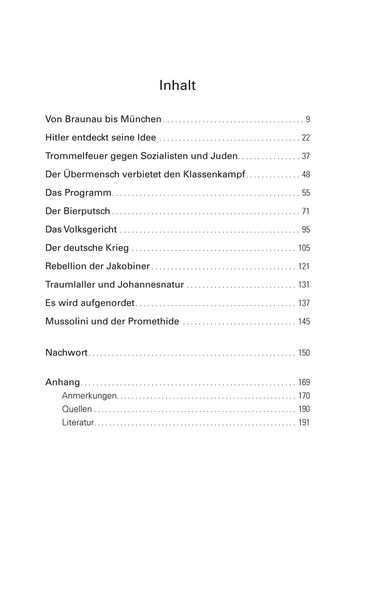 Inhalt
Von Braunau bis München 9
Hitler entdeckt seine Idee 22
Trommelfeuer gegen Sozialisten und Juden 37
Der Übermensch verbietet den Klassenkampf 48
Das Programm 55
Der Bierputsch 71
Das Volksgericht 95
Der deutsche Krieg 105
Rebellion der Jakobiner 121
Traumlaller und Johannesnatur 131
Es wird aufgenordet 137
Mussolini und der Promethide 145
Nachwort 150
Anhang 169
Anmerkungen 170
Quellen 190
Literatur 191